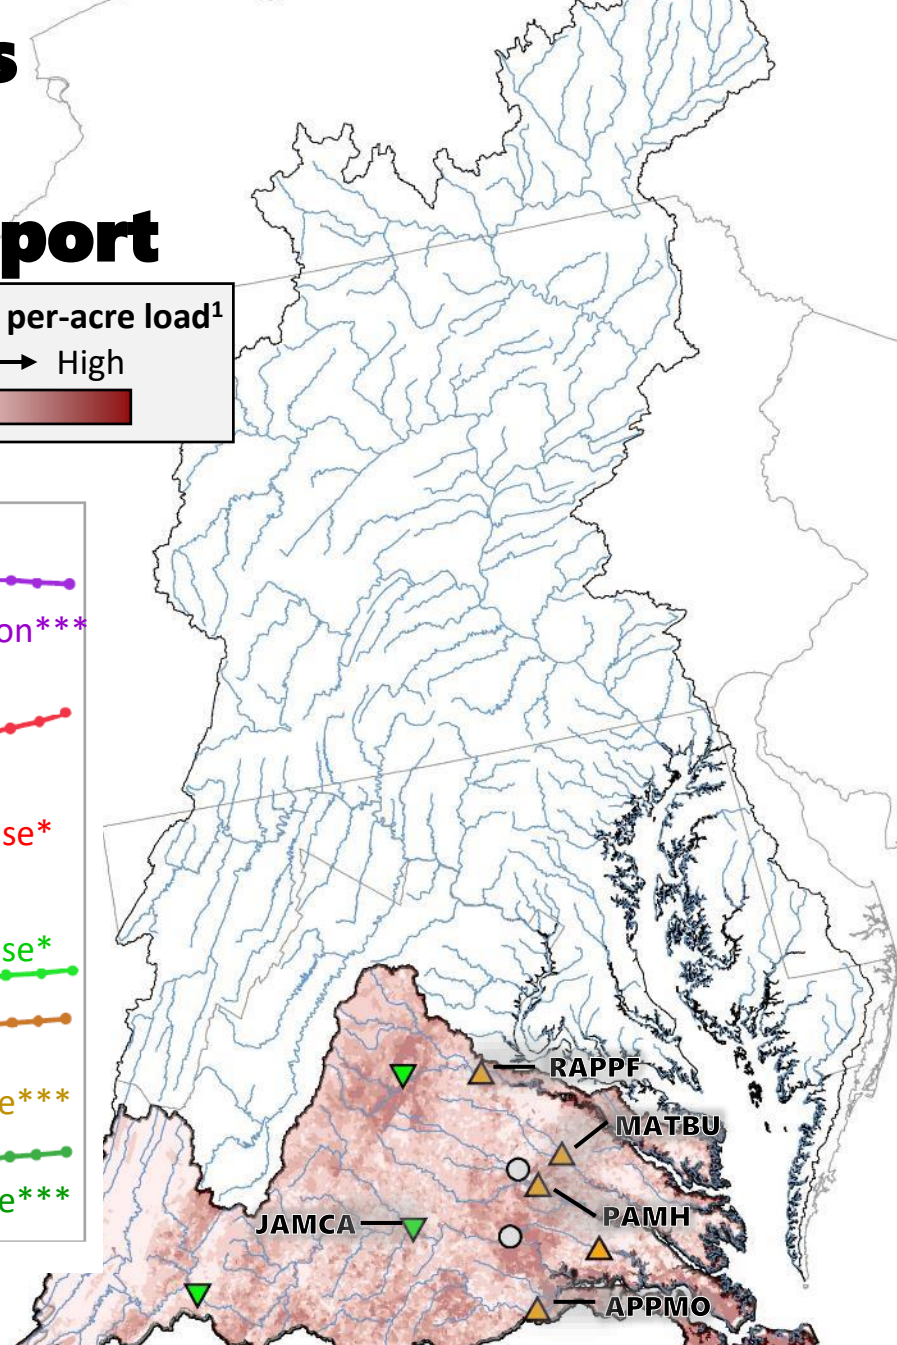 s
port
per-acre load¹
→ High
on***
se*
se*
e***
e***
RAPPF
MATBU
PAMH
JAMCA
APPMO